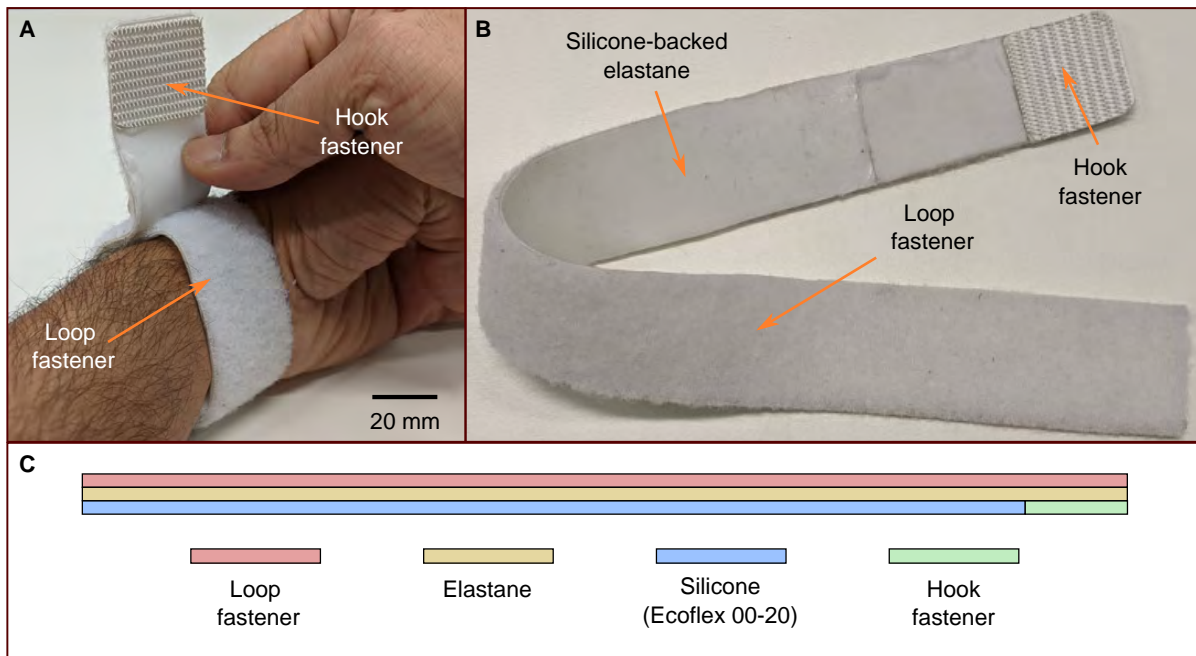 A
Hook
fastener
Loop
fastener
20 mm
B
Silicone-backed
elastane
Hook
fastener
Loop
fastener
C
Loop
fastener
Elastane
Silicone
(Ecoflex 00-20)
Hook
fastener